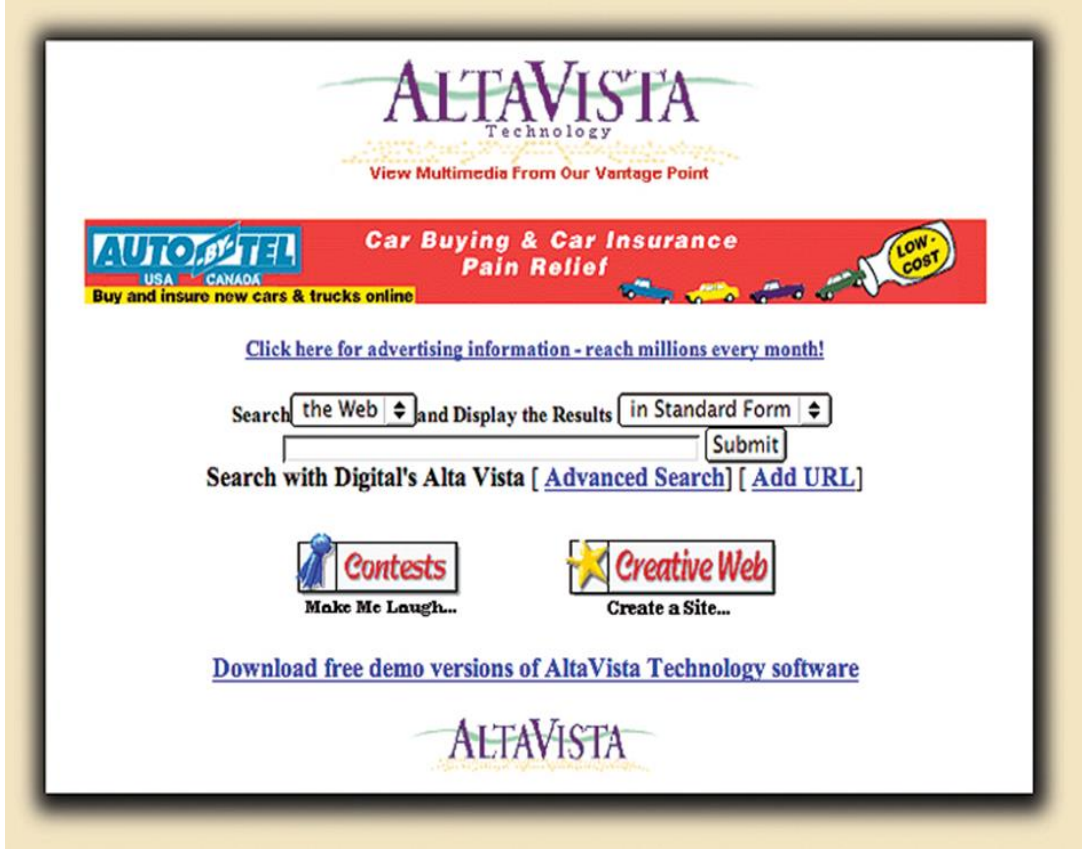 ALTAVISTA
Technology
View Multimedia From Our Vantage Point
AUTO-BY-TEL
USA CANADA
Buy and insure new cars & trucks online
Car Buying & Car Insurance
Pain Relief
LOW-
COST
Click here for advertising information - reach millions every month!
Search the Web and Display the Results in Standard Form
Submit
Search with Digital's Alta Vista [ Advanced Search] [ Add URL]
Contests
Make Me Laugh...
Creative Web
Create a Site...
Download free demo versions of AltaVista Technology software
ALTAVISTA